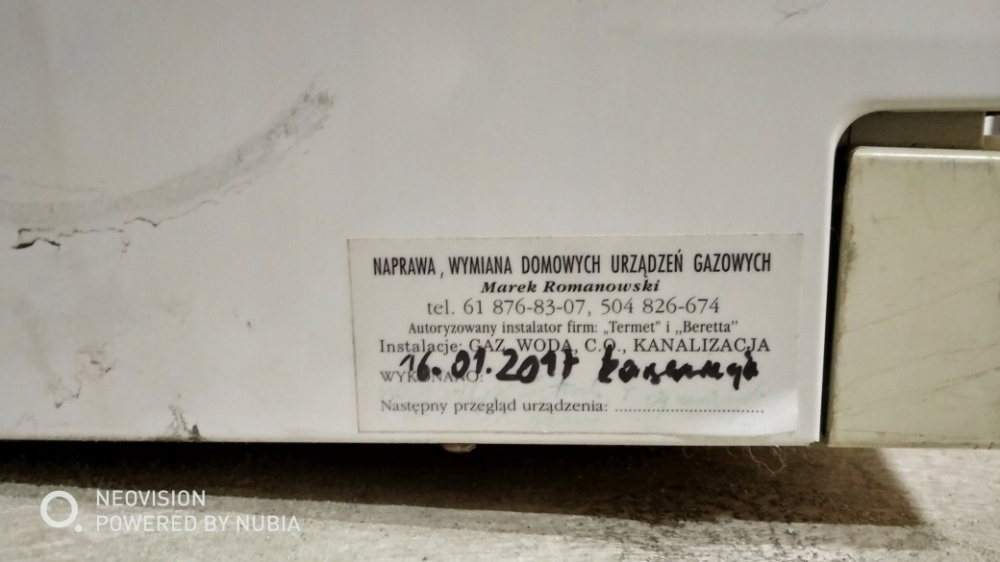 NAPRAWA, WYMIANA DOMOWYCH URZĄDZEŃ GAZOWYCH
Marek Romanowski
tel. 61 876-83-07, 504 826-674
Autoryzowany instalator firm: „Termet" i „Beretta"
Instalacje: GAZ, WODA, C.O., KANALIZACJA
WYKONANO: 16.01.2017
Następny przegląd urządzenia: ................................
NEOVISION
POWERED BY NUBIA